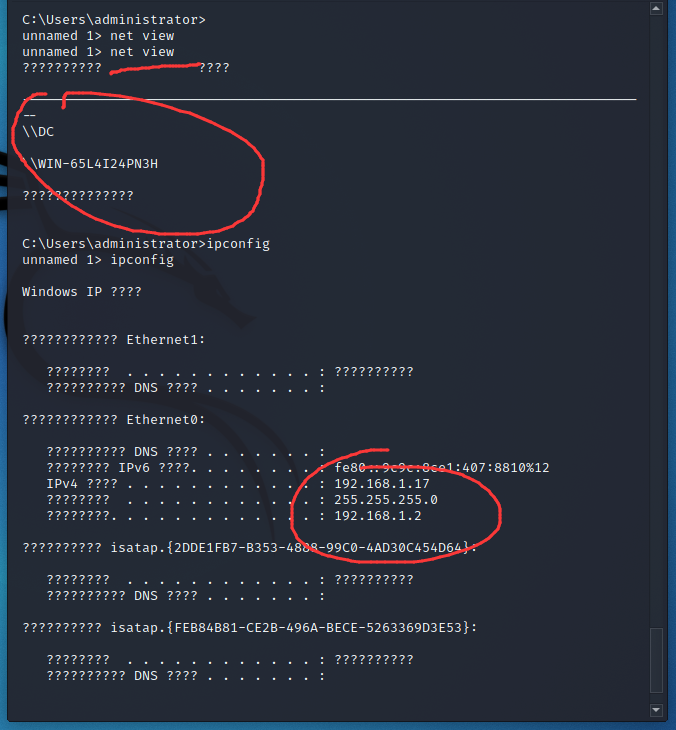 C:\Users\administrator>
unnamed 1> net view
unnamed 1> net view
?????????? ????
--
\\DC
\\WIN-65L4I24PN3H
??????????????
C:\Users\administrator>ipconfig
unnamed 1> ipconfig
Windows IP ????
???????????? Ethernet1:
???????? . . . . . . . . . . . . : ??????????
?????????? DNS ???? . . . . . . . :
???????????? Ethernet0:
?????????? DNS ???? . . . . . . . :
???????? IPv6 ????. . . . . . . . : fe80::9c9c:8ce1:407:8810%12
IPv4 ???? . . . . . . . . . . . . : 192.168.1.17
???????? . . . . . . . . . . . . : 255.255.255.0
????????. . . . . . . . . . . . . : 192.168.1.2
?????????? isatap.{2DDE1FB7-B353-4888-99C0-4AD30C454D64}:
???????? . . . . . . . . . . . . : ??????????
?????????? DNS ???? . . . . . . . :
?????????? isatap.{FEB84B81-CE2B-496A-BECE-5263369D3E53}:
???????? . . . . . . . . . . . . : ??????????
?????????? DNS ???? . . . . . . . :